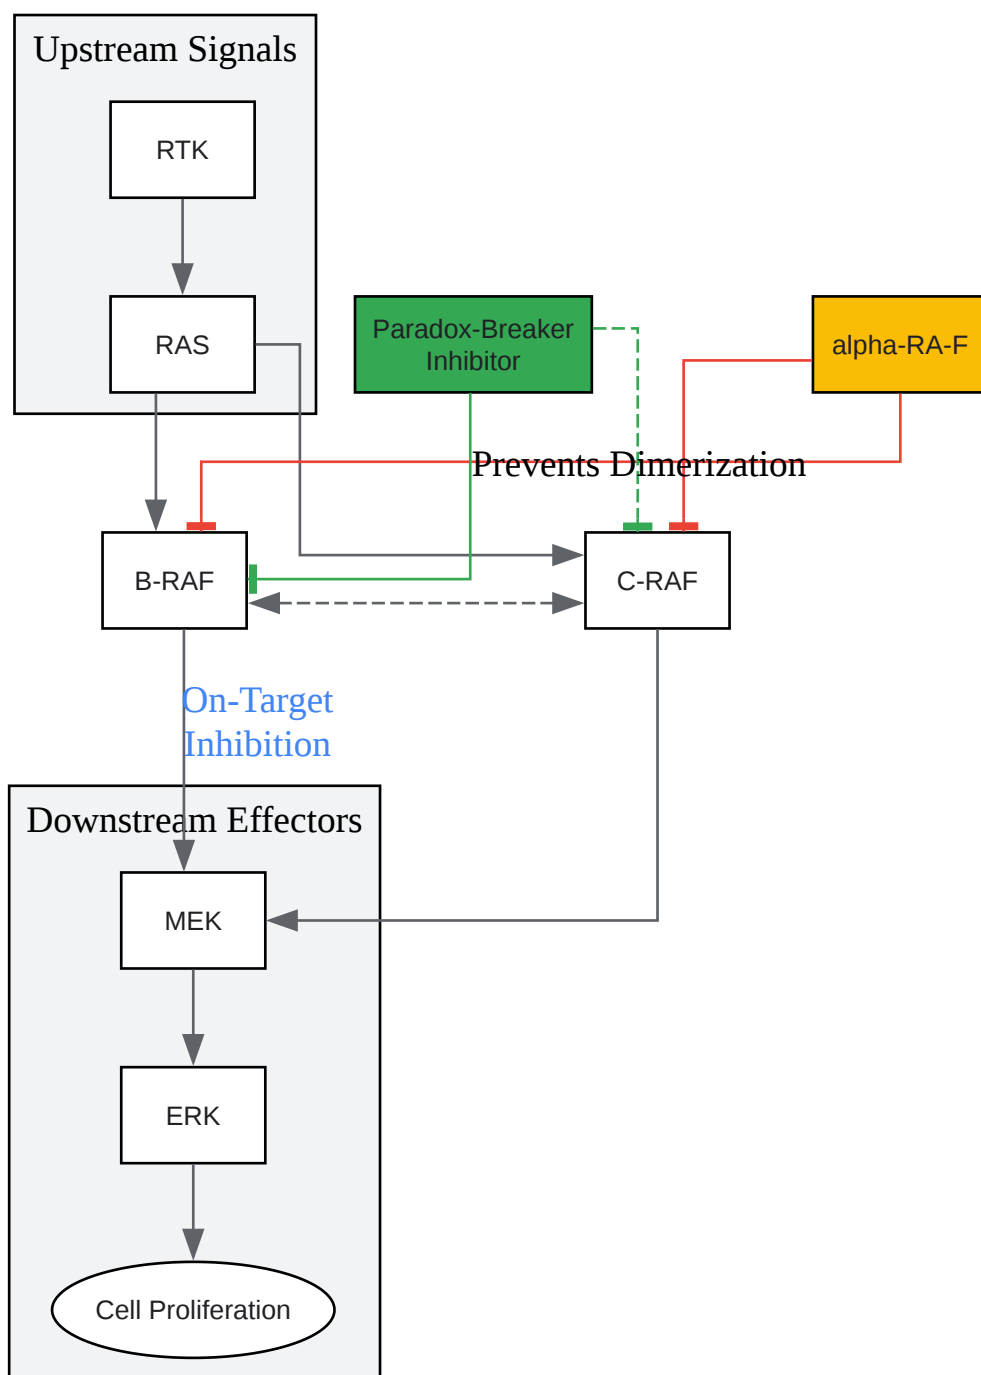 Upstream Signals
RTK
RAS
Paradox-Breaker
Inhibitor
alpha-RA-F
Prevents Dimerization
B-RAF
C-RAF
On-Target
Inhibition
Downstream Effectors
MEK
ERK
Cell Proliferation